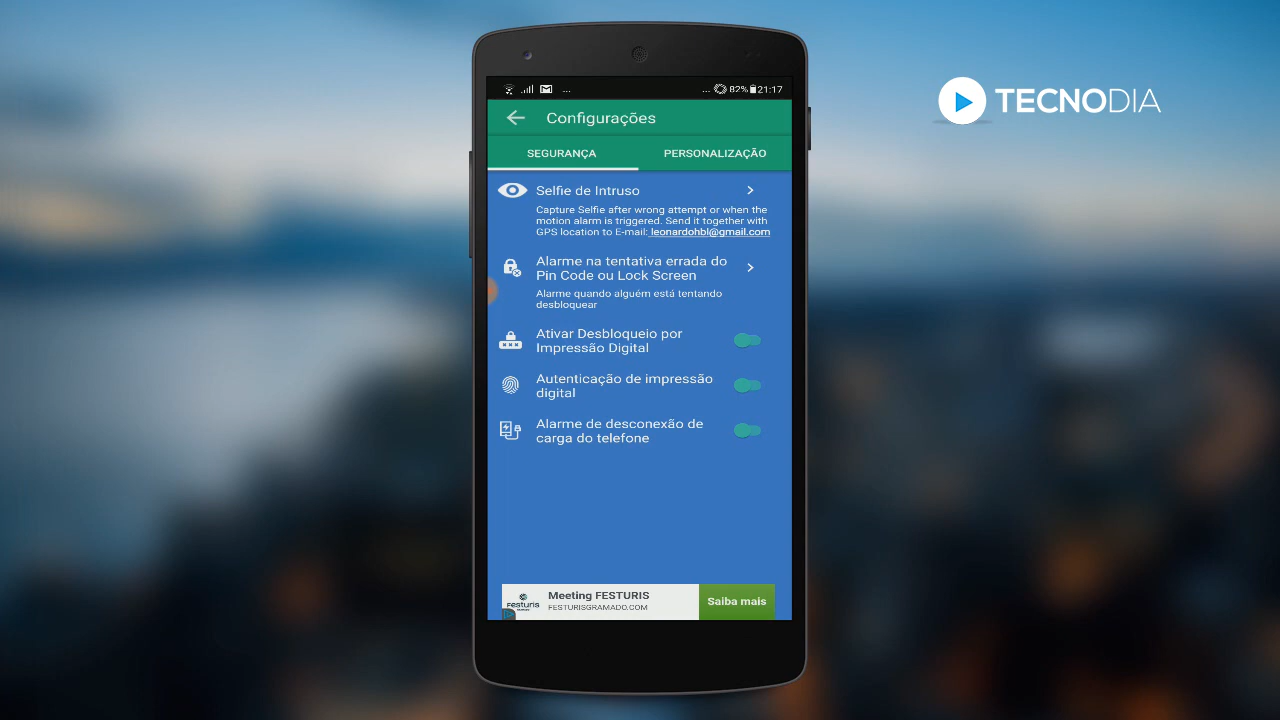 TECNODIA
... 82% 21:17
Configurações
SEGURANÇA PERSONALIZAÇÃO
Selfie de Intruso
Capture Selfie after wrong attempt or when the
motion alarm is triggered. Send it together with
GPS location to E-mail: leonardohbl@gmail.com
Alarme na tentativa errada do
Pin Code ou Lock Screen
Alarme quando alguém está tentando
desbloquear
Ativar Desbloqueio por
Impressão Digital
Autenticação de impressão
digital
Alarme de desconexão de
carga do telefone
Meeting FESTURIS
FESTURISGRAMADO.COM
Festuris
Saiba mais